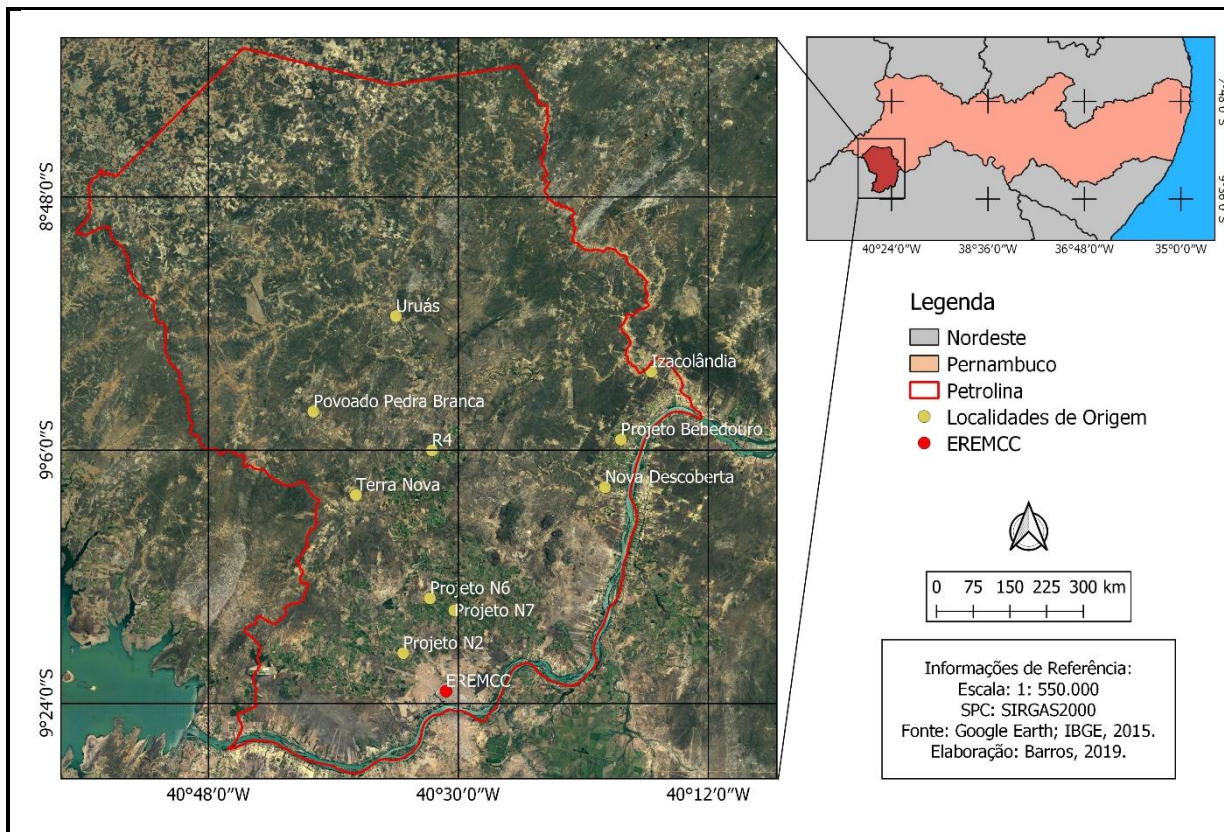 8°48'0"S
9°6'0"S
9°24'0"S
40°48'0"W
40°30'0"W
40°12'0"W
Uruás
Izacolândia
Povoado Pedra Branca
Projeto Bebedouro
R4
Terra Nova
Nova Descoberta
Projeto N6
Projeto N7
Projeto N2
EREMCC
40°24'0"W
38°36'0"W
36°48'0"W
35°0'0"W
Legenda
Nordeste
Pernambuco
Petrolina
Localidades de Origem
EREMCC
0 75 150 225 300 km
Informações de Referência:
Escala: 1: 550.000
SPC: SIRGAS2000
Fonte: Google Earth; IBGE, 2015.
Elaboração: Barros, 2019.